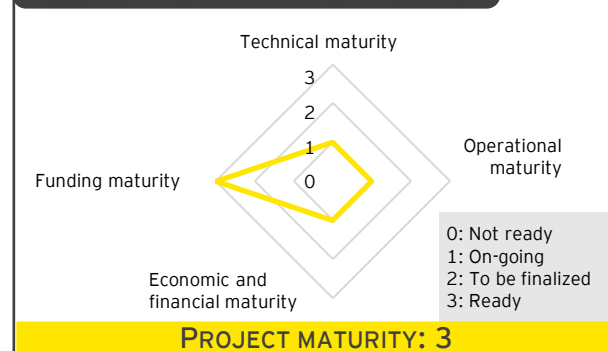 Technical maturity
3
2
1
0
Operational
maturity
Funding maturity
Economic and
financial maturity
0: Not ready
1: On-going
2: To be finalized
3: Ready
PROJECT MATURITY: 3